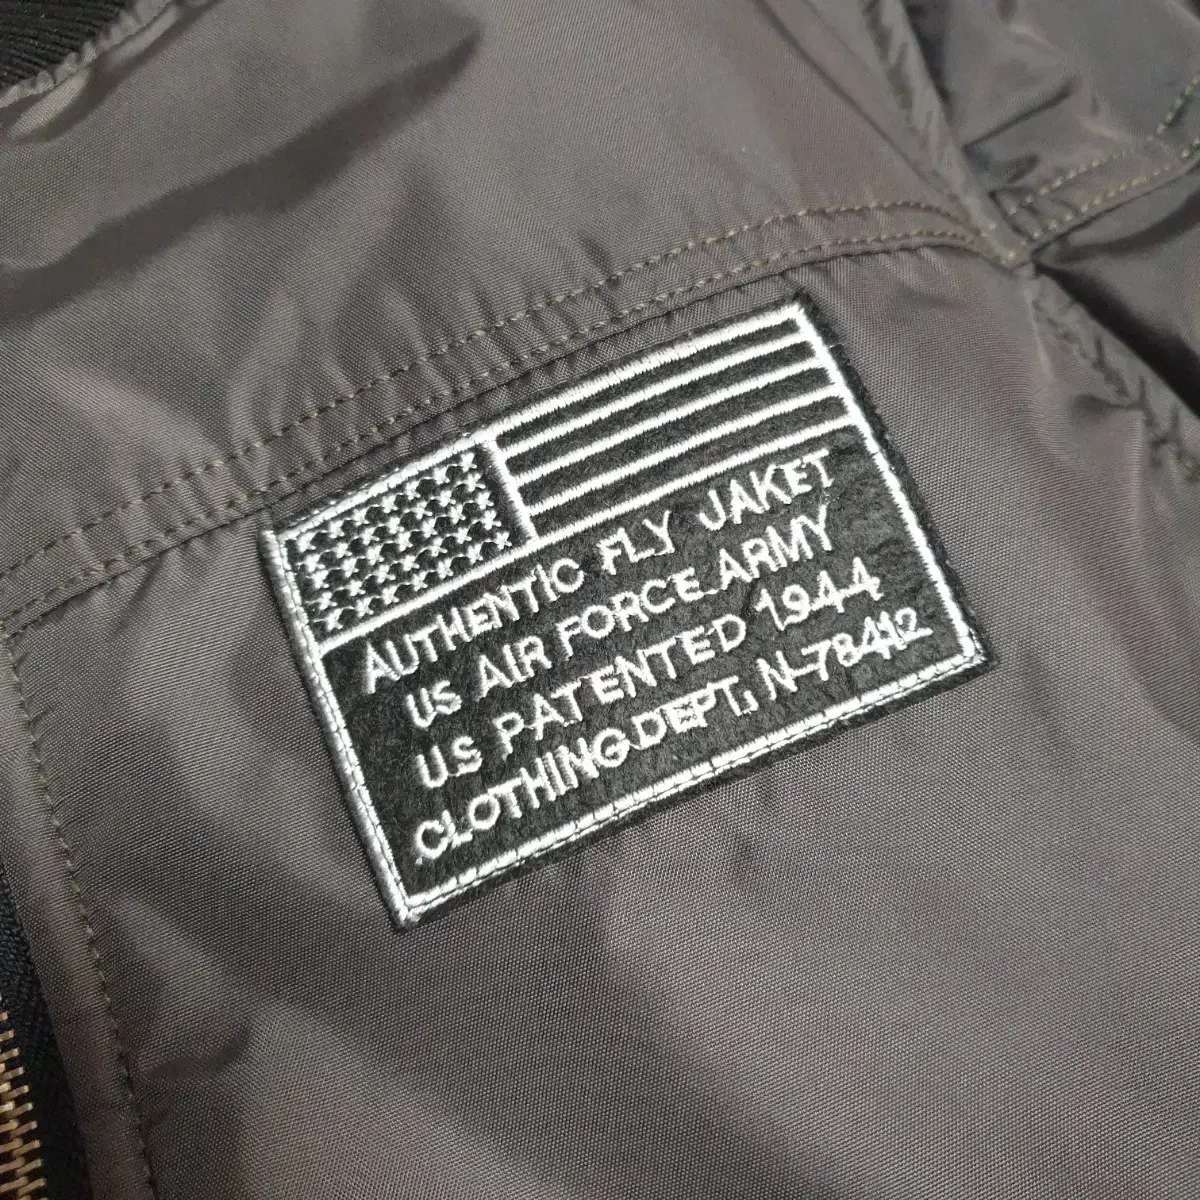 AUTHENTIC FLY JAKET
US AIR FORCE.ARMY
U.S PATENTED 1944
CLOTHING.DEPT, N-78412